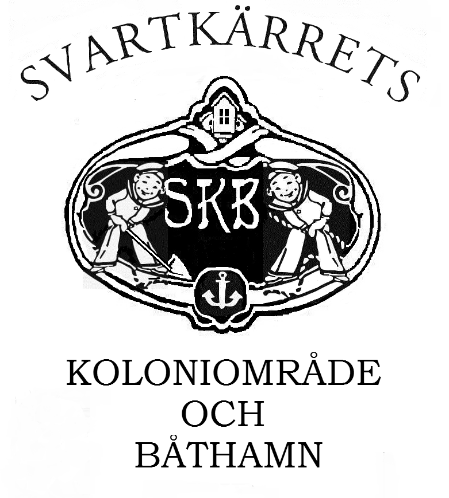 SVARTKÄRRETS
SKB
KOLONIOMRÅDE
OCH
BÅTHAMN